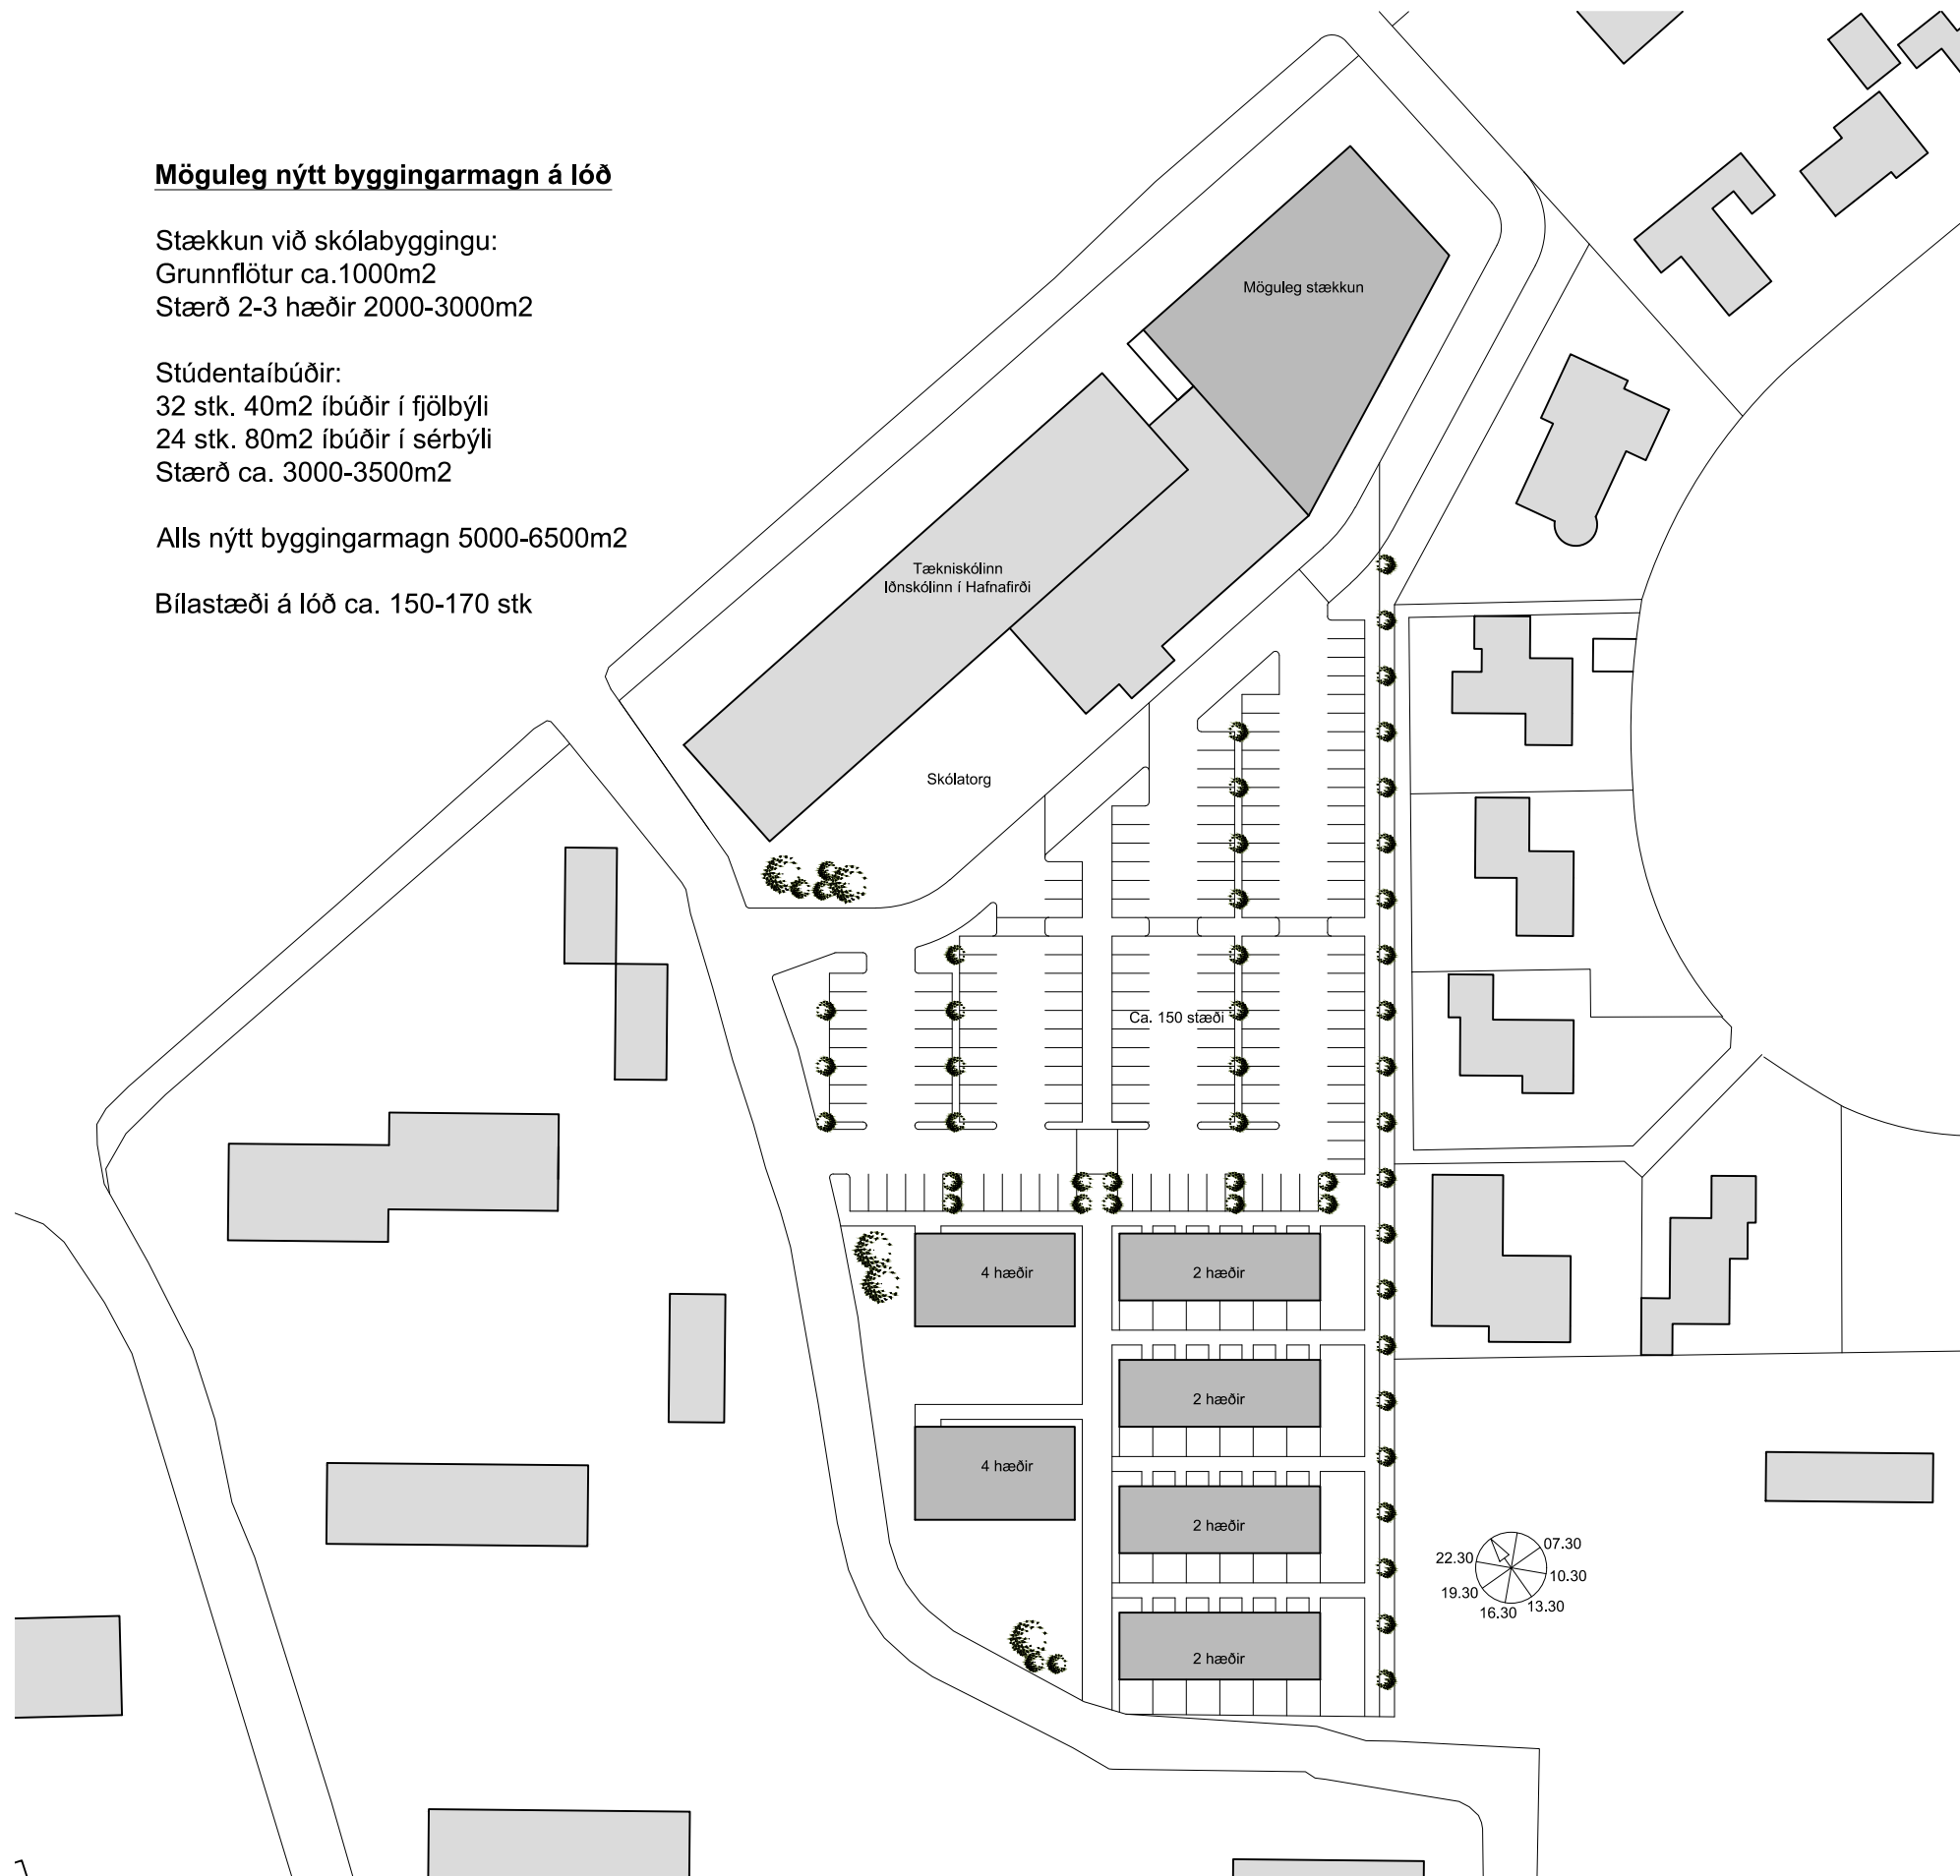 Möguleg nýtt byggingarmagn á lóð
Stækkun við skólabyggingu:
Grunnflötur ca.1000m2
Stærð 2-3 hæðir 2000-3000m2
Stúdentaíbúðir:
32 stk. 40m2 íbúðir í fjölbýli
24 stk. 80m2 íbúðir í sérbýli
Stærð ca. 3000-3500m2
Alls nýtt byggingarmagn 5000-6500m2
Bílastæði á lóð ca. 150-170 stk
Möguleg stækkun
Tækniskólinn
Iðnskólinn í Hafnafirði
Skólatorg
Ca. 150 stæði
4 hæðir
2 hæðir
2 hæðir
4 hæðir
2 hæðir
2 hæðir
07.30
22.30
10.30
19.30
16.30
13.30